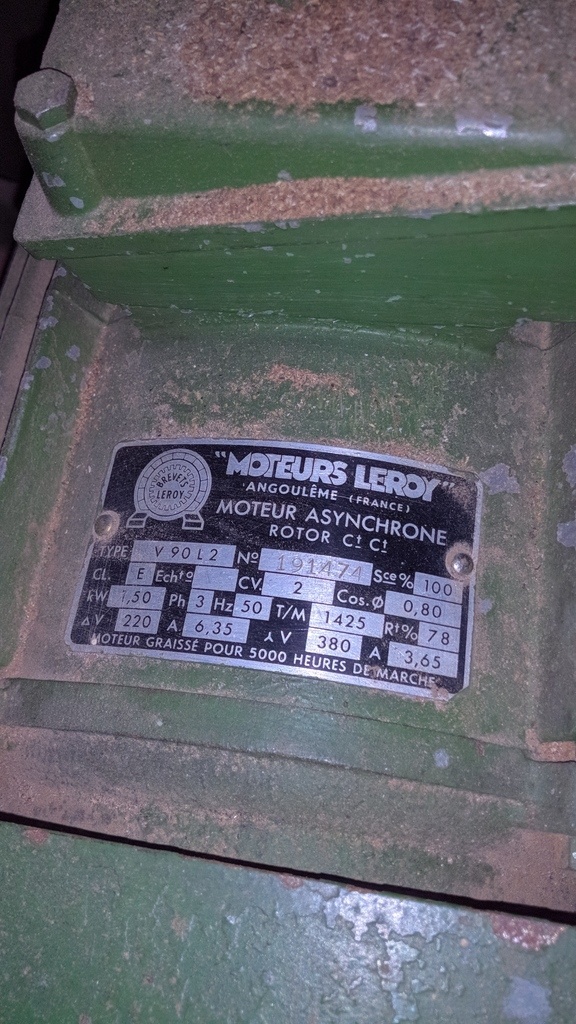 BREVETS
LEROY
"MOTEURS LEROY"
ANGOULÊME (FRANCE)
MOTEUR ASYNCHRONE
ROTOR Ct Ct
TYPE V 90 L 2 No 191474 Sce % 100
CL. E Echto CV. 2 Cos.Φ 0,80
kW 1,50 Ph 3 Hz 50 T/M 1425 Rt% 78
Δ V 220 A 6,35 ⅄ V 380 A 3,65
MOTEUR GRAISSÉ POUR 5000 HEURES DE MARCHE